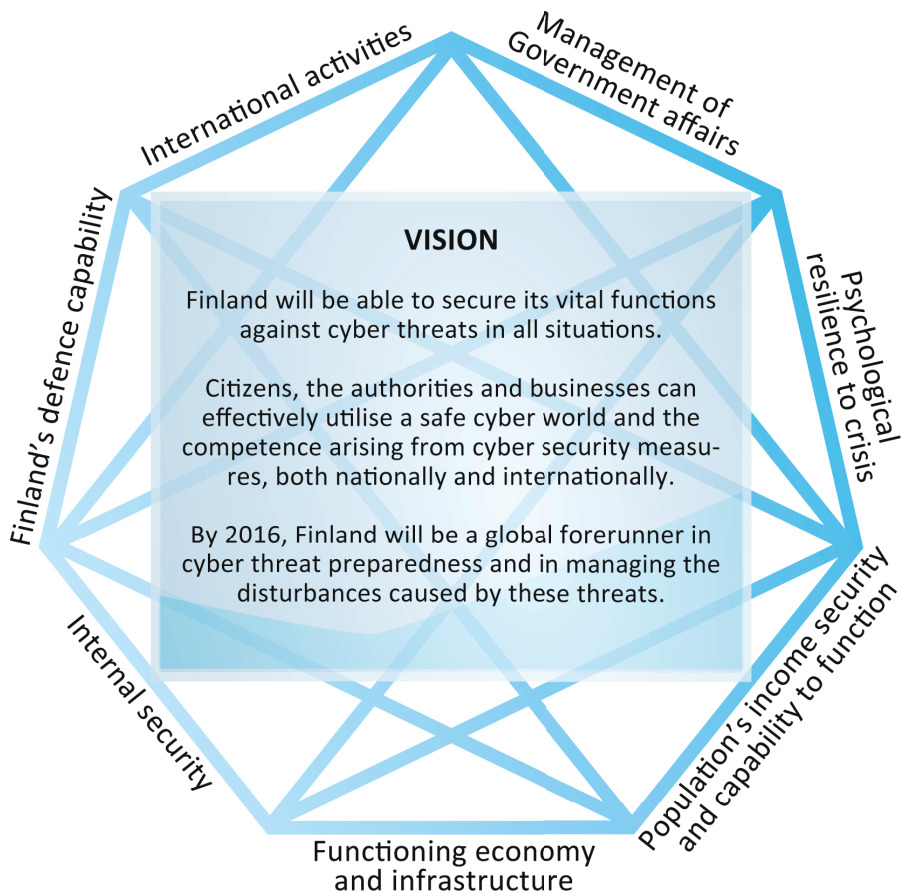 International activities
Management of
Government affairs
Finland's defence capability
Psychological
resilience to crisis
VISION
Finland will be able to secure its vital functions
against cyber threats in all situations.
Citizens, the authorities and businesses can
effectively utilise a safe cyber world and the
competence arising from cyber security measu-
res, both nationally and internationally.
By 2016, Finland will be a global forerunner in
cyber threat preparedness and in managing the
disturbances caused by these threats.
Internal security
Population's income security
and capability to function
Functioning economy
and infrastructure